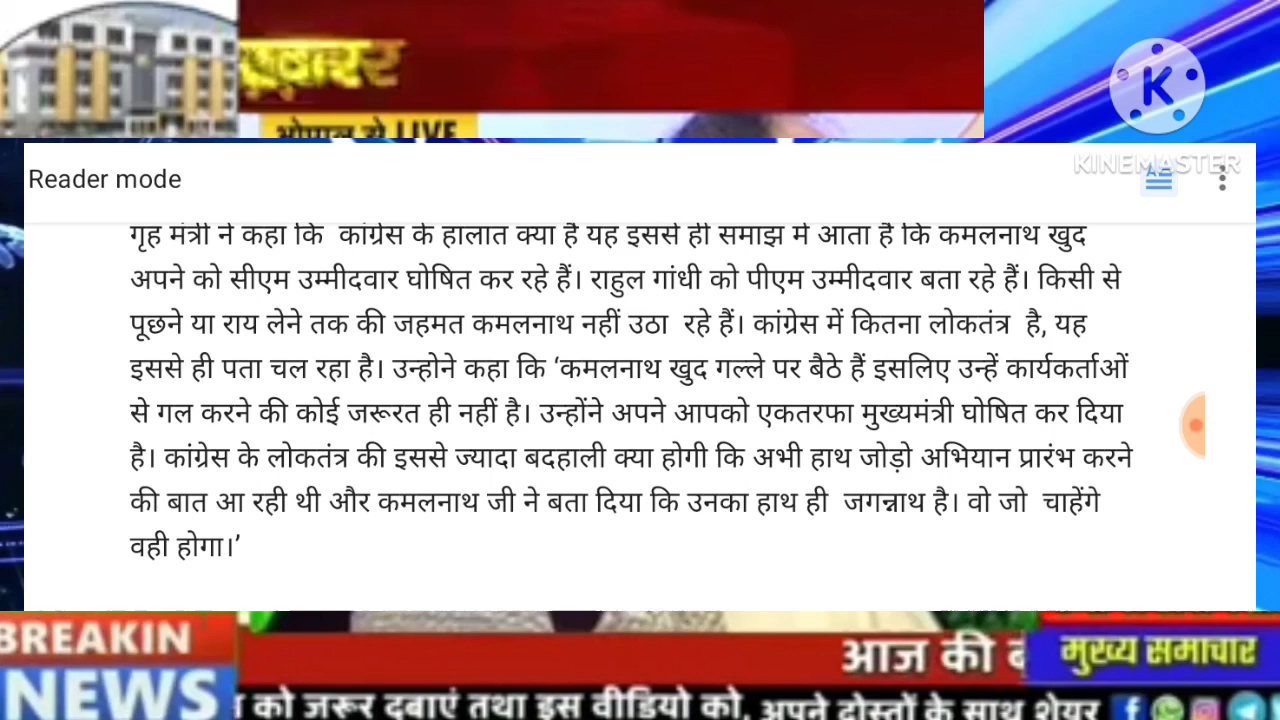 ख़बर
भोपाल से LIVE
K
KINEMASTER
Reader mode
गृह मंत्री ने कहा कि कांग्रेस के हालात क्या हैं यह इससे ही समझ में आता है कि कमलनाथ खुद
अपने को सीएम उम्मीदवार घोषित कर रहे हैं। राहुल गांधी को पीएम उम्मीदवार बता रहे हैं। किसी से
पूछने या राय लेने तक की जहमत कमलनाथ नहीं उठा रहे हैं। कांग्रेस में कितना लोकतंत्र है, यह
इससे ही पता चल रहा है। उन्होने कहा कि ‘कमलनाथ खुद गल्ले पर बैठे हैं इसलिए उन्हें कार्यकर्ताओं
से गल करने की कोई जरूरत ही नहीं है। उन्होंने अपने आपको एकतरफा मुख्यमंत्री घोषित कर दिया
है। कांग्रेस के लोकतंत्र की इससे ज्यादा बदहाली क्या होगी कि अभी हाथ जोड़ो अभियान प्रारंभ करने
की बात आ रही थी और कमलनाथ जी ने बता दिया कि उनका हाथ ही जगन्नाथ है। वो जो चाहेंगे
वही होगा।’
BREAKIN
NEWS
आज की
मुख्य समाचार
को जरूर दबाएं तथा इस वीडियो को, अपने दोस्तों के साथ शेयर